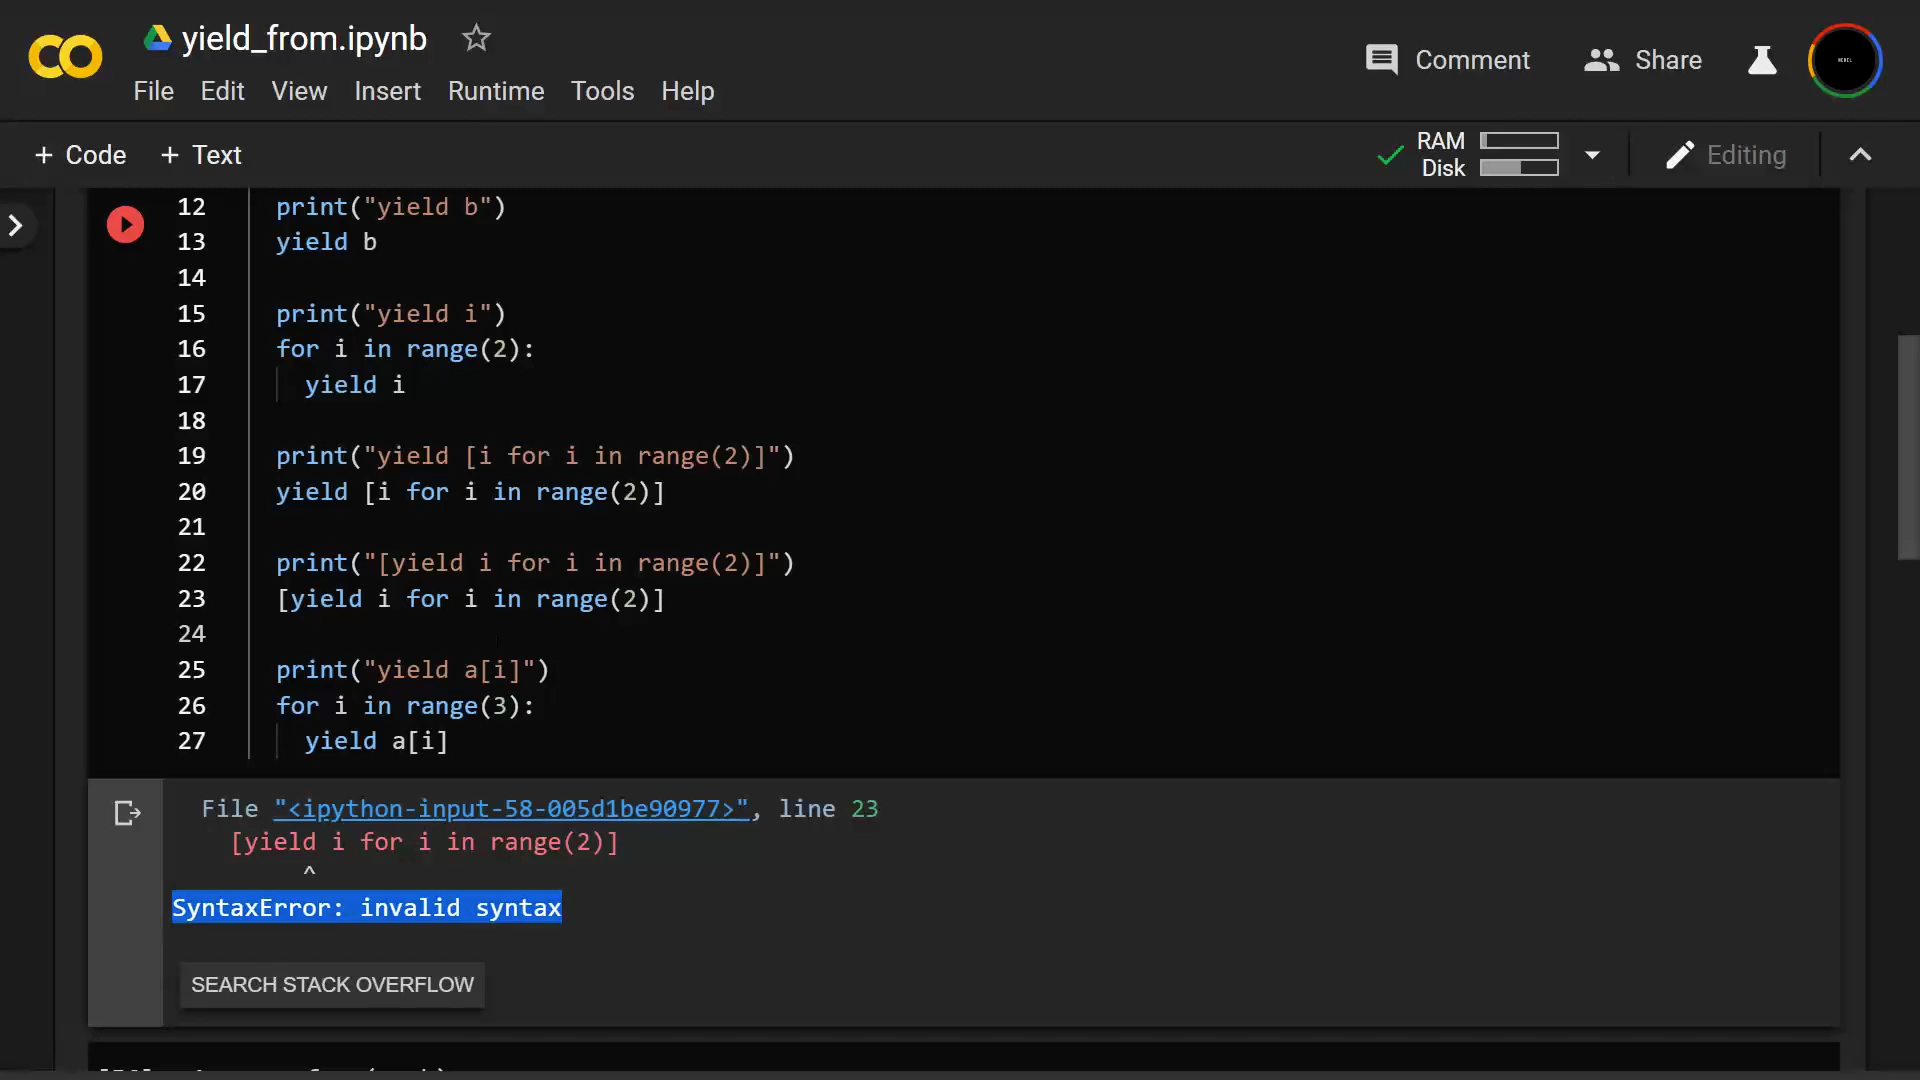 yield_from.ipynb
File Edit View Insert Runtime Tools Help
Comment
Share
+ Code + Text
RAM
Disk
Editing
12 print("yield b")
13 yield b
14
15 print("yield i")
16 for i in range(2):
17 yield i
18
19 print("yield [i for i in range(2)]")
20 yield [i for i in range(2)]
21
22 print("[yield i for i in range(2)]")
23 [yield i for i in range(2)]
24
25 print("yield a[i]")
26 for i in range(3):
27 yield a[i]
File "<ipython-input-58-005d1be90977>", line 23
[yield i for i in range(2)]
^
SyntaxError: invalid syntax
SEARCH STACK OVERFLOW